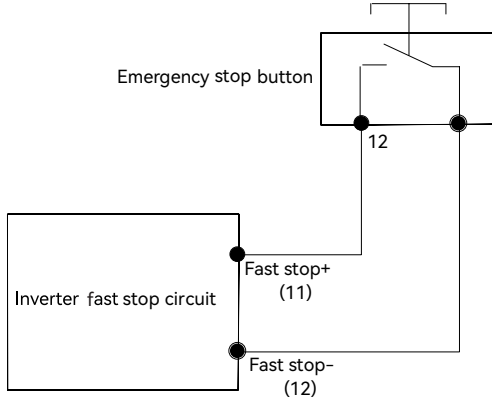 Emergency stop button
12
Fast stop+
(11)
Inverter fast stop circuit
Fast stop-
(12)